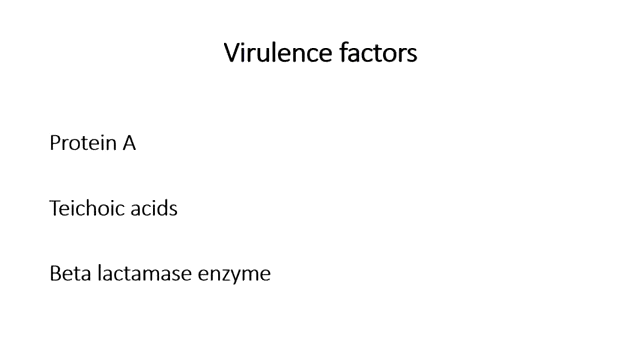 Virulence factors
Protein A
Teichoic acids
Beta lactamase enzyme